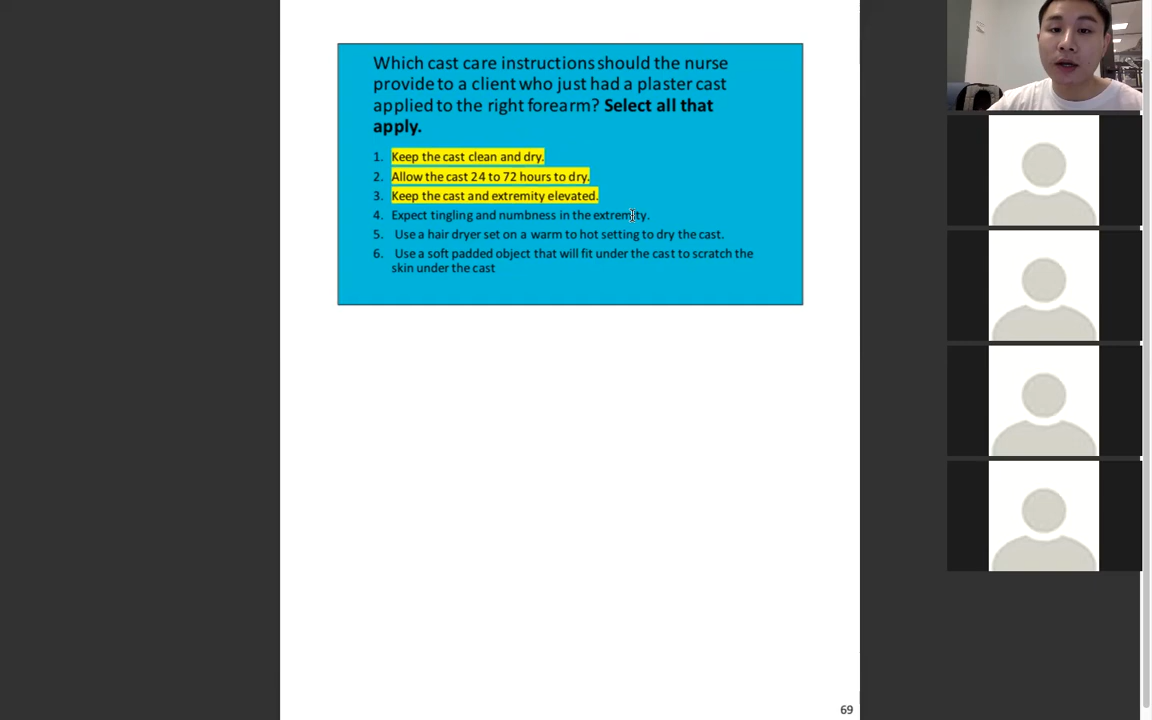 Which cast care instructions should the nurse
provide to a client who just had a plaster cast
applied to the right forearm? Select all that
apply.
1. Keep the cast clean and dry.
2. Allow the cast 24 to 72 hours to dry.
3. Keep the cast and extremity elevated.
4. Expect tingling and numbness in the extremity.
5. Use a hair dryer set on a warm to hot setting to dry the cast.
6. Use a soft padded object that will fit under the cast to scratch the
skin under the cast
69